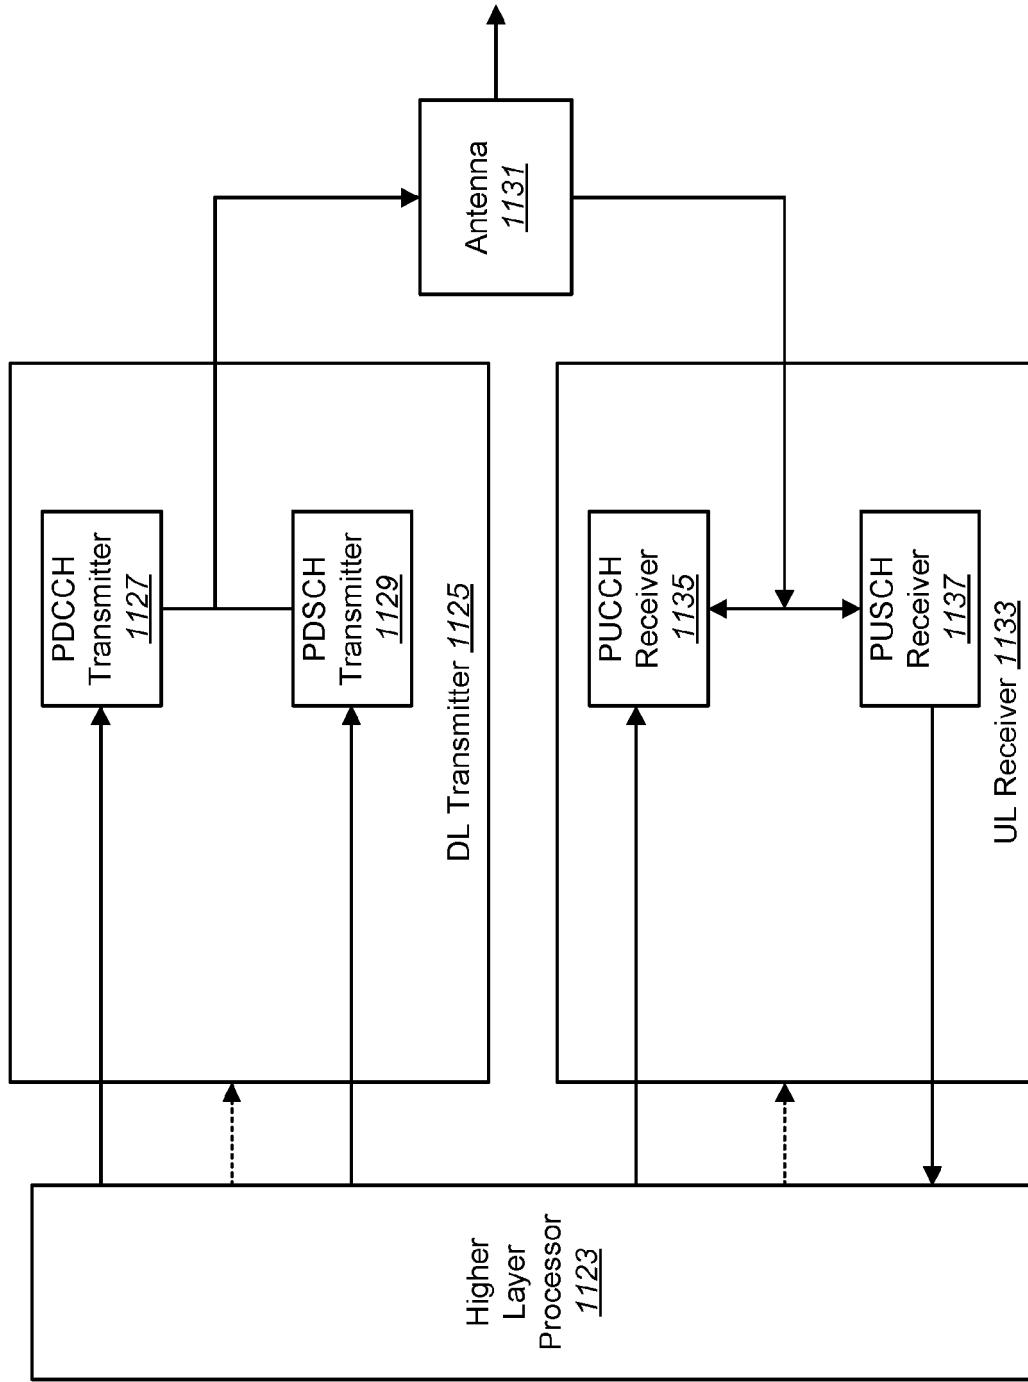 Higher
Layer
Processor
1123
DL Transmitter 1125
PDCCH
Transmitter
1127
PDSCH
Transmitter
1129
Antenna
1131
UL Receiver 1133
PUCCH
Receiver
1135
PUSCH
Receiver
1137